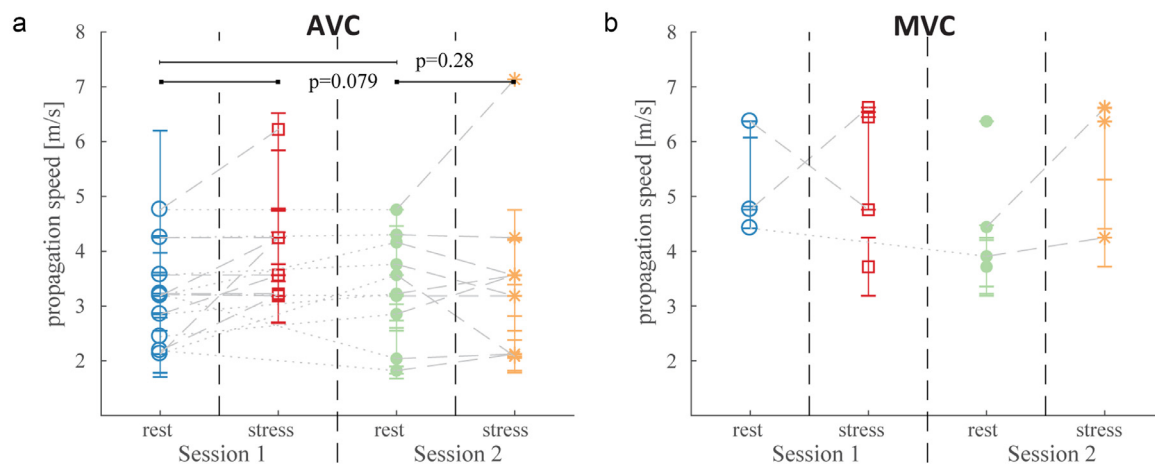 a
AVC
8
7
6
5
4
3
2
propagation speed [m/s]
p=0.28
p=0.079
rest
stress
rest
stress
Session 1
Session 2
b
MVC
8
7
6
5
4
3
2
propagation speed [m/s]
rest
stress
rest
stress
Session 1
Session 2